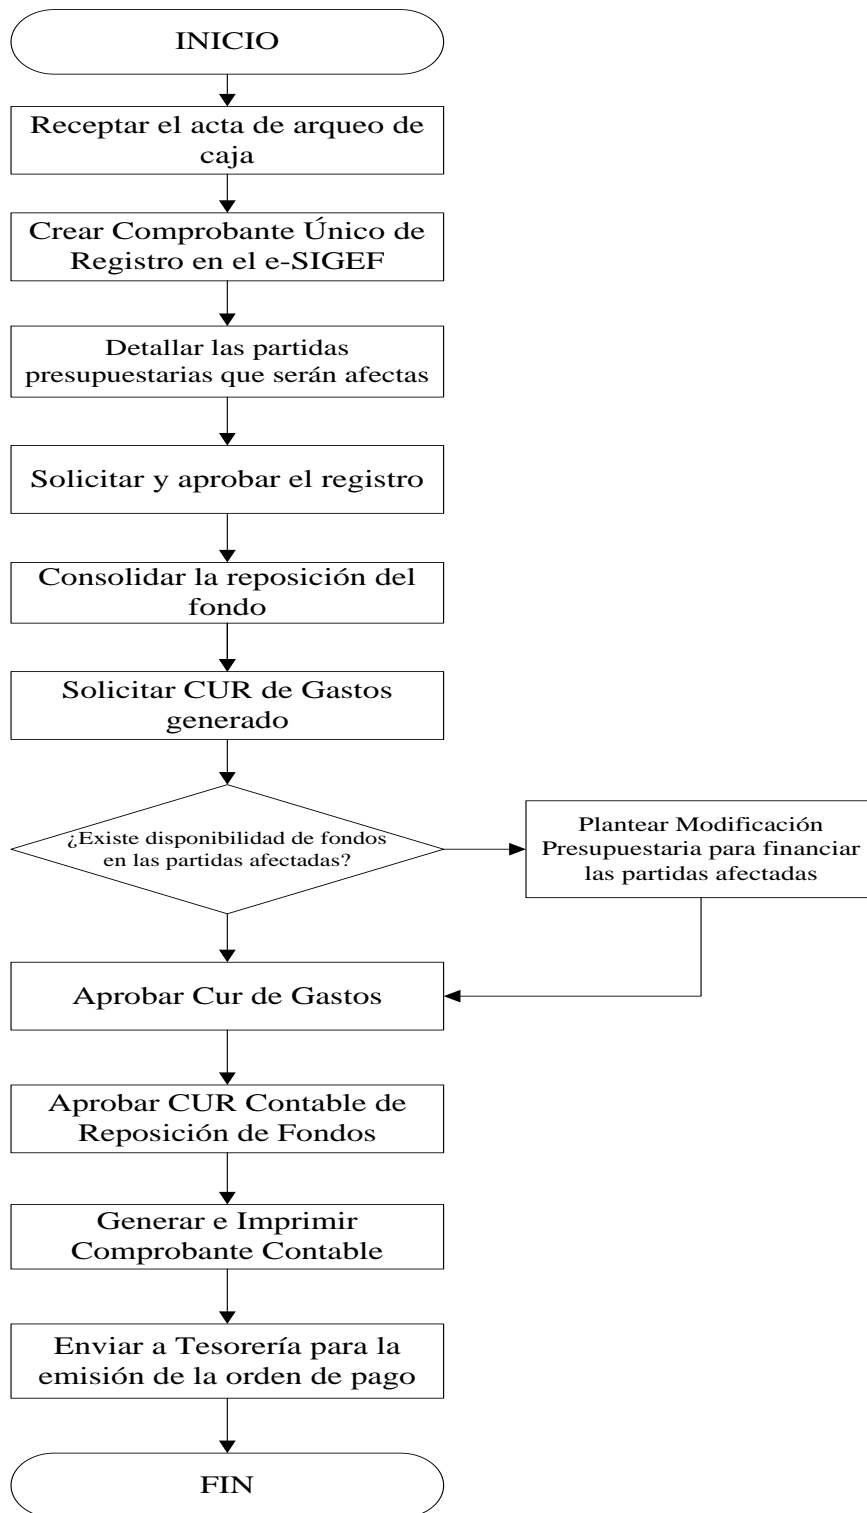 INICIO
Receptar el acta de arqueo de
caja
Crear Comprobante Único de
Registro en el e-SIGEF
Detallar las partidas
presupuestarias que serán afectas
Solicitar y aprobar el registro
Consolidar la reposición del
fondo
Solicitar CUR de Gastos
generado
¿Existe disponibilidad de fondos
en las partidas afectadas?
Plantear Modificación
Presupuestaria para financiar
las partidas afectadas
Aprobar Cur de Gastos
Aprobar CUR Contable de
Reposición de Fondos
Generar e Imprimir
Comprobante Contable
Enviar a Tesorería para la
emisión de la orden de pago
FIN